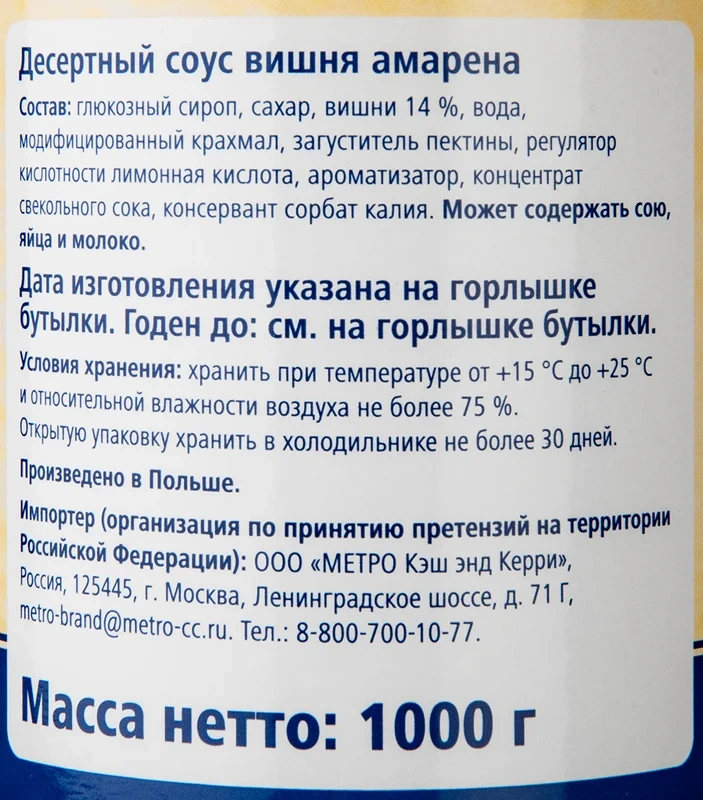 Десертный соус вишня амарена
Состав: глюкозный сироп, сахар, вишни 14 %, вода,
модифицированный крахмал, загуститель пектины, регулятор
кислотности лимонная кислота, ароматизатор, концентрат
свекольного сока, консервант сорбат калия. Может содержать сою,
яйца и молоко.
Дата изготовления указана на горлышке
бутылки. Годен до: см. на горлышке бутылки.
Условия хранения: хранить при температуре от +15 °C до +25 °C
и относительной влажности воздуха не более 75 %.
Открытую упаковку хранить в холодильнике не более 30 дней.
Произведено в Польше.
Импортер (организация по принятию претензий на территории
Российской Федерации): ООО «МЕТРО Кэш энд Керри»,
Россия, 125445, г. Москва, Ленинградское шоссе, д. 71 Г,
metro-brand@metro-cc.ru. Тел.: 8-800-700-10-77.
Масса нетто: 1000 г